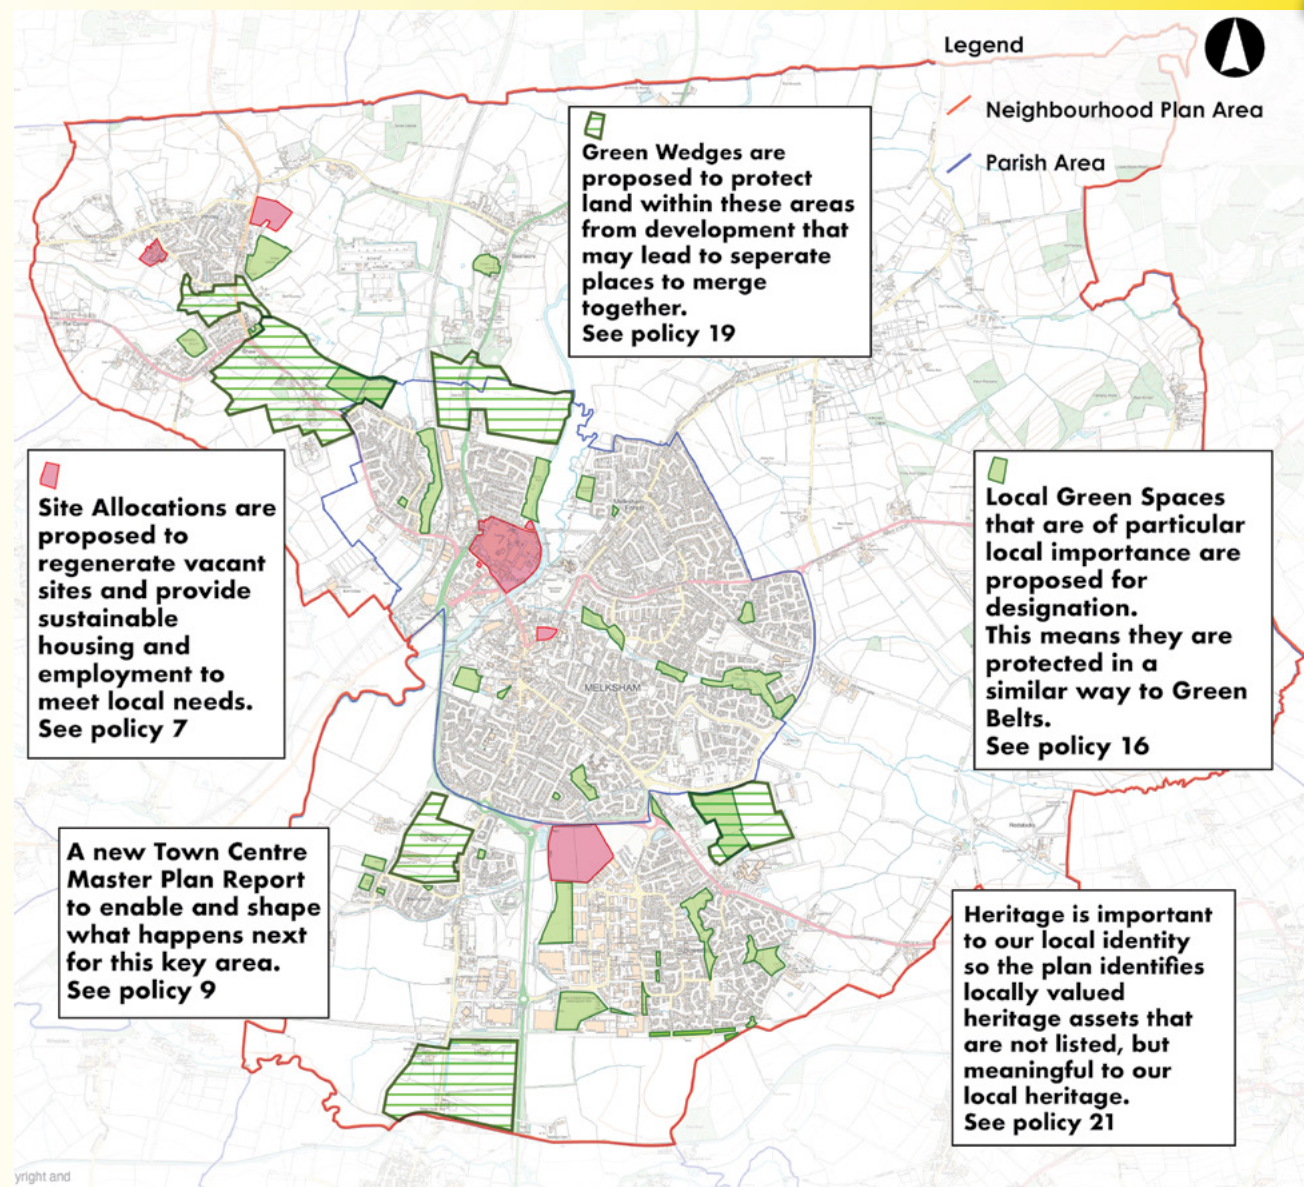 Legend
Neighbourhood Plan Area
Parish Area
Green Wedges are
proposed to protect
land within these areas
from development that
may lead to seperate
places to merge
together.
See policy 19
Site Allocations are
proposed to
regenerate vacant
sites and provide
sustainable
housing and
employment to
meet local needs.
See policy 7
Local Green Spaces
that are of particular
local importance are
proposed for
designation.
This means they are
protected in a
similar way to Green
Belts.
See policy 16
MELKSHAM
A new Town Centre
Master Plan Report
to enable and shape
what happens next
for this key area.
See policy 9
Heritage is important
to our local identity
so the plan identifies
locally valued
heritage assets that
are not listed, but
meaningful to our
local heritage.
See policy 21
yright and